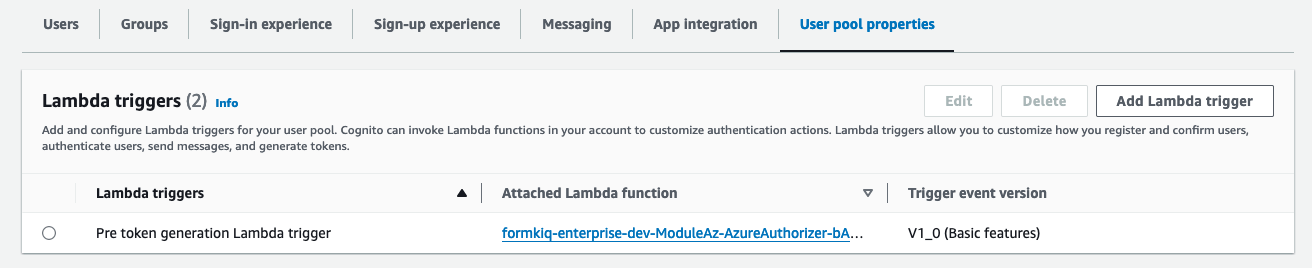 Users Groups Sign-in experience Sign-up experience Messaging App integration User pool properties
Lambda triggers (2) Info Edit Delete Add Lambda trigger
Add and configure Lambda triggers for your user pool. Cognito can invoke Lambda functions in your account to customize authentication actions. Lambda triggers allow you to customize how you register and confirm users,
authenticate users, send messages, and generate tokens.
Lambda triggers Attached Lambda function Trigger event version
Pre token generation Lambda trigger formkiq-enterprise-dev-ModuleAz-AzureAuthorizer-bA... V1_0 (Basic features)